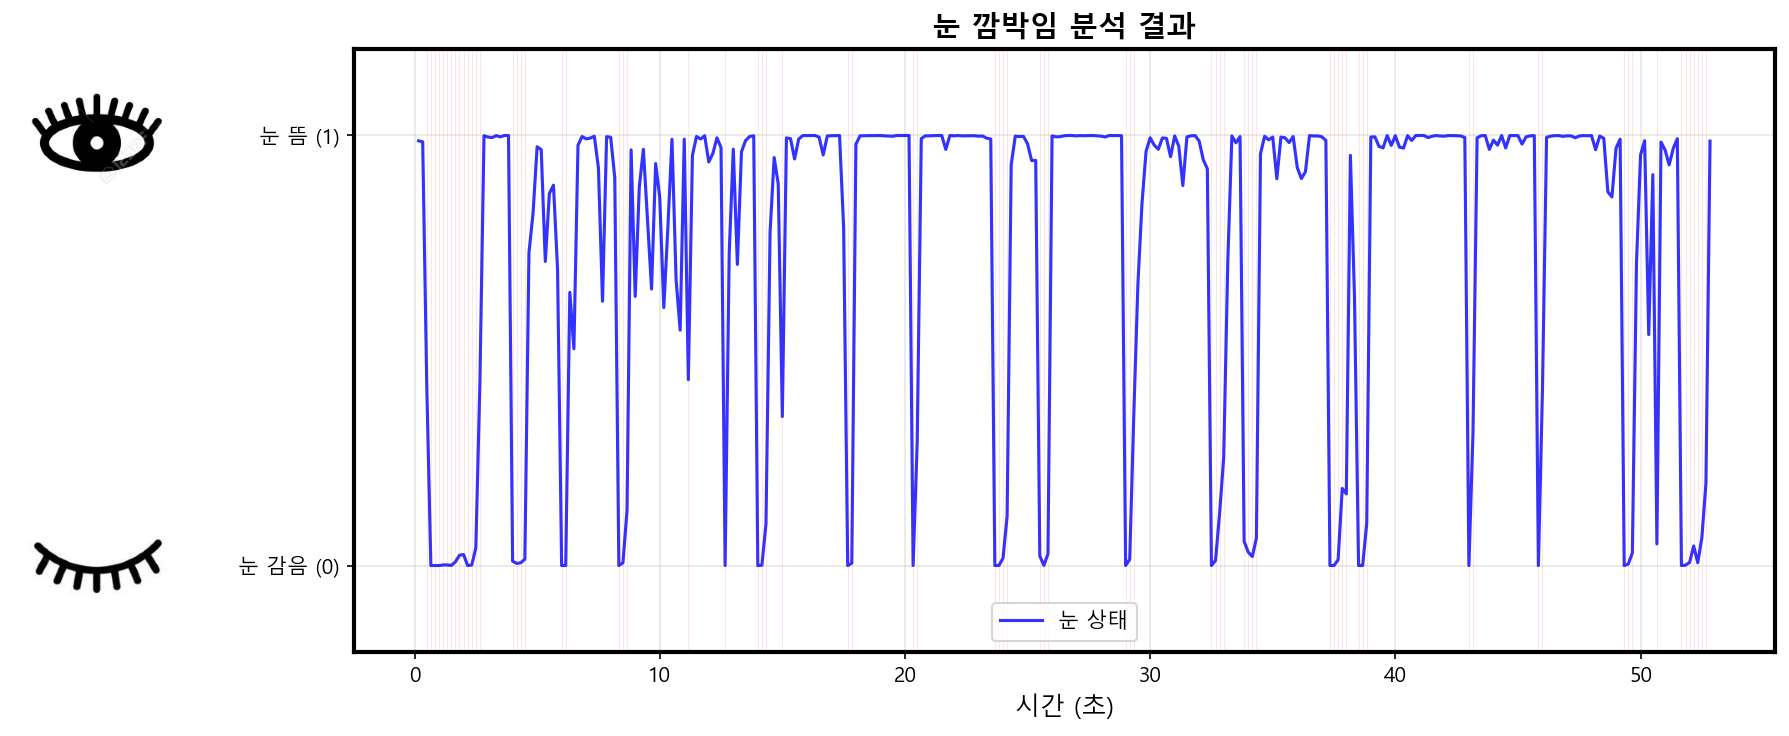 눈 깜박임 분석 결과
눈 뜸 (1)
눈 감음 (0)
눈 상태
0 10 20 30 40 50
시간 (초)